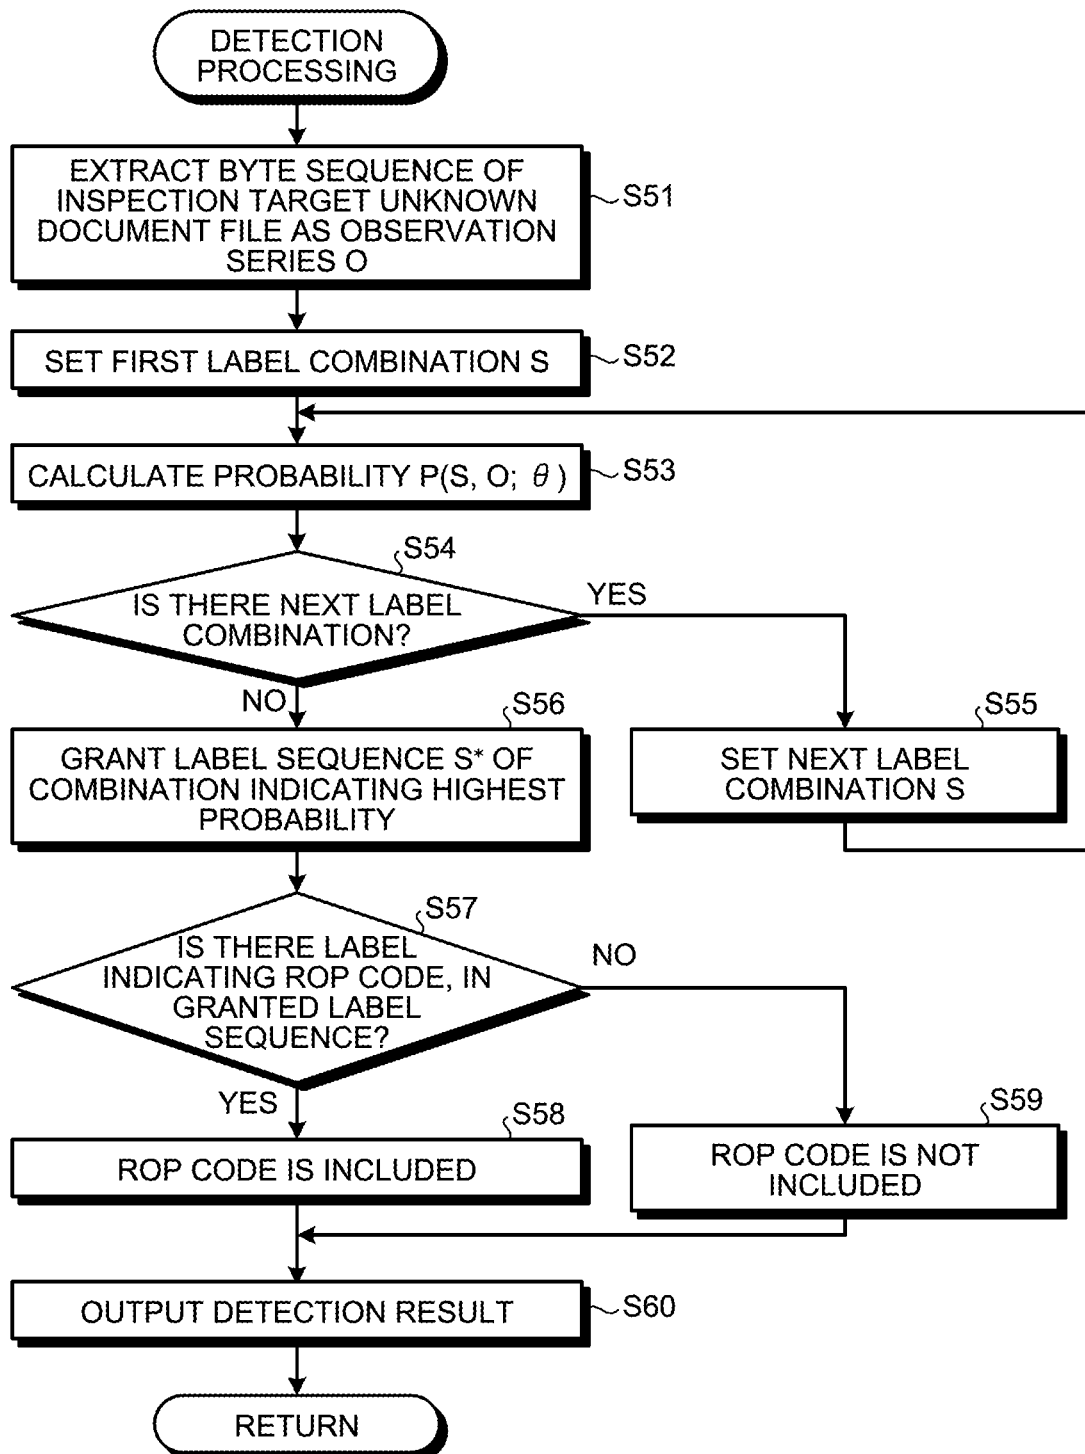 DETECTION
PROCESSING
EXTRACT BYTE SEQUENCE OF
INSPECTION TARGET UNKNOWN
DOCUMENT FILE AS OBSERVATION
SERIES O
S51
SET FIRST LABEL COMBINATION S
S52
CALCULATE PROBABILITY P(S, O; θ)
S53
S54
IS THERE NEXT LABEL
COMBINATION?
YES
NO
S56
GRANT LABEL SEQUENCE S* OF
COMBINATION INDICATING HIGHEST
PROBABILITY
S55
SET NEXT LABEL
COMBINATION S
S57
IS THERE LABEL
INDICATING ROP CODE, IN
GRANTED LABEL
SEQUENCE?
NO
YES
S58
ROP CODE IS INCLUDED
S59
ROP CODE IS NOT
INCLUDED
OUTPUT DETECTION RESULT
S60
RETURN